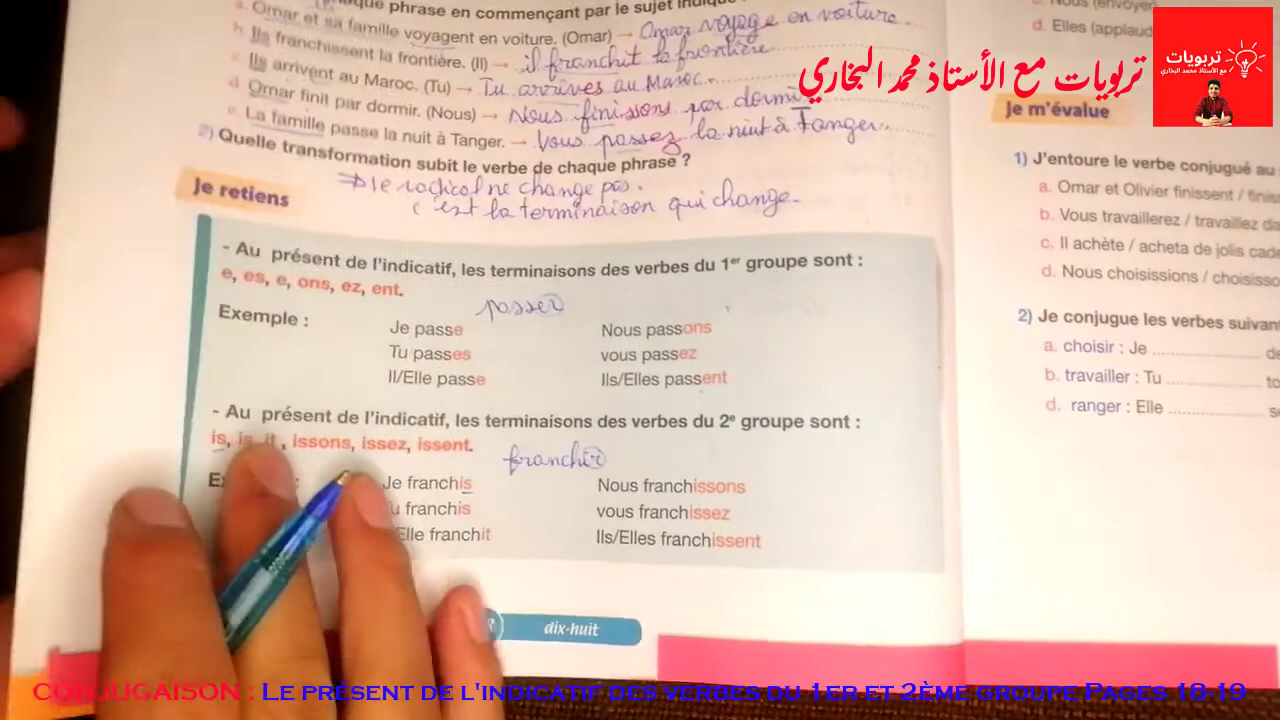 que phrase en commençant par le sujet indiqué
a. Omar et sa famille voyagent en voiture. (Omar) → Omar voyage en voiture.
b. Ils franchissent la frontière. (Il) → il franchit la frontière
c. Ils arrivent au Maroc. (Tu) → Tu arrives au Maroc.
d. Omar finit par dormir. (Nous) → Nous finissons par dormi
e. La famille passe la nuit à Tanger. → Vous passez la niut à Tanger.
2) Quelle transformation subit le verbe de chaque phrase ?
le radical ne change pas.
c'est la terminaison qui change.
Je retiens
- Au présent de l'indicatif, les terminaisons des verbes du 1er groupe sont :
e, es, e, ons, ez, ent.
passer
Exemple :
Je passe Nous passons
Tu passes vous passez
Il/Elle passe Ils/Elles passent
- Au présent de l'indicatif, les terminaisons des verbes du 2e groupe sont :
is, is, it, issons, issez, issent.
franchir
Je franchis Nous franchissons
u franchis vous franchissez
Elle franchit Ils/Elles franchissent
dix-huit
(envoyer
d. Elles (applaud
تربويات مع الأستاذ محمد البخاري
تربويات
مع الأستاذ محمد البخاري
Je m'évalue
1) J'entoure le verbe conjugué au
a. Omar et Olivier finissent / finis
b. Vous travaillerez / travaillez da
c. Il achète / acheta de jolis cade
d. Nous choisissions / choisisso
2) Je conjugue les verbes suivan
a. choisir : Je .................... de
b. travailler : Tu .................... to
d. ranger : Elle .................... s
CONJUGAISON : Le présent de l'indicatif des verbes du 1er et 2ème groupe Pages 18-19